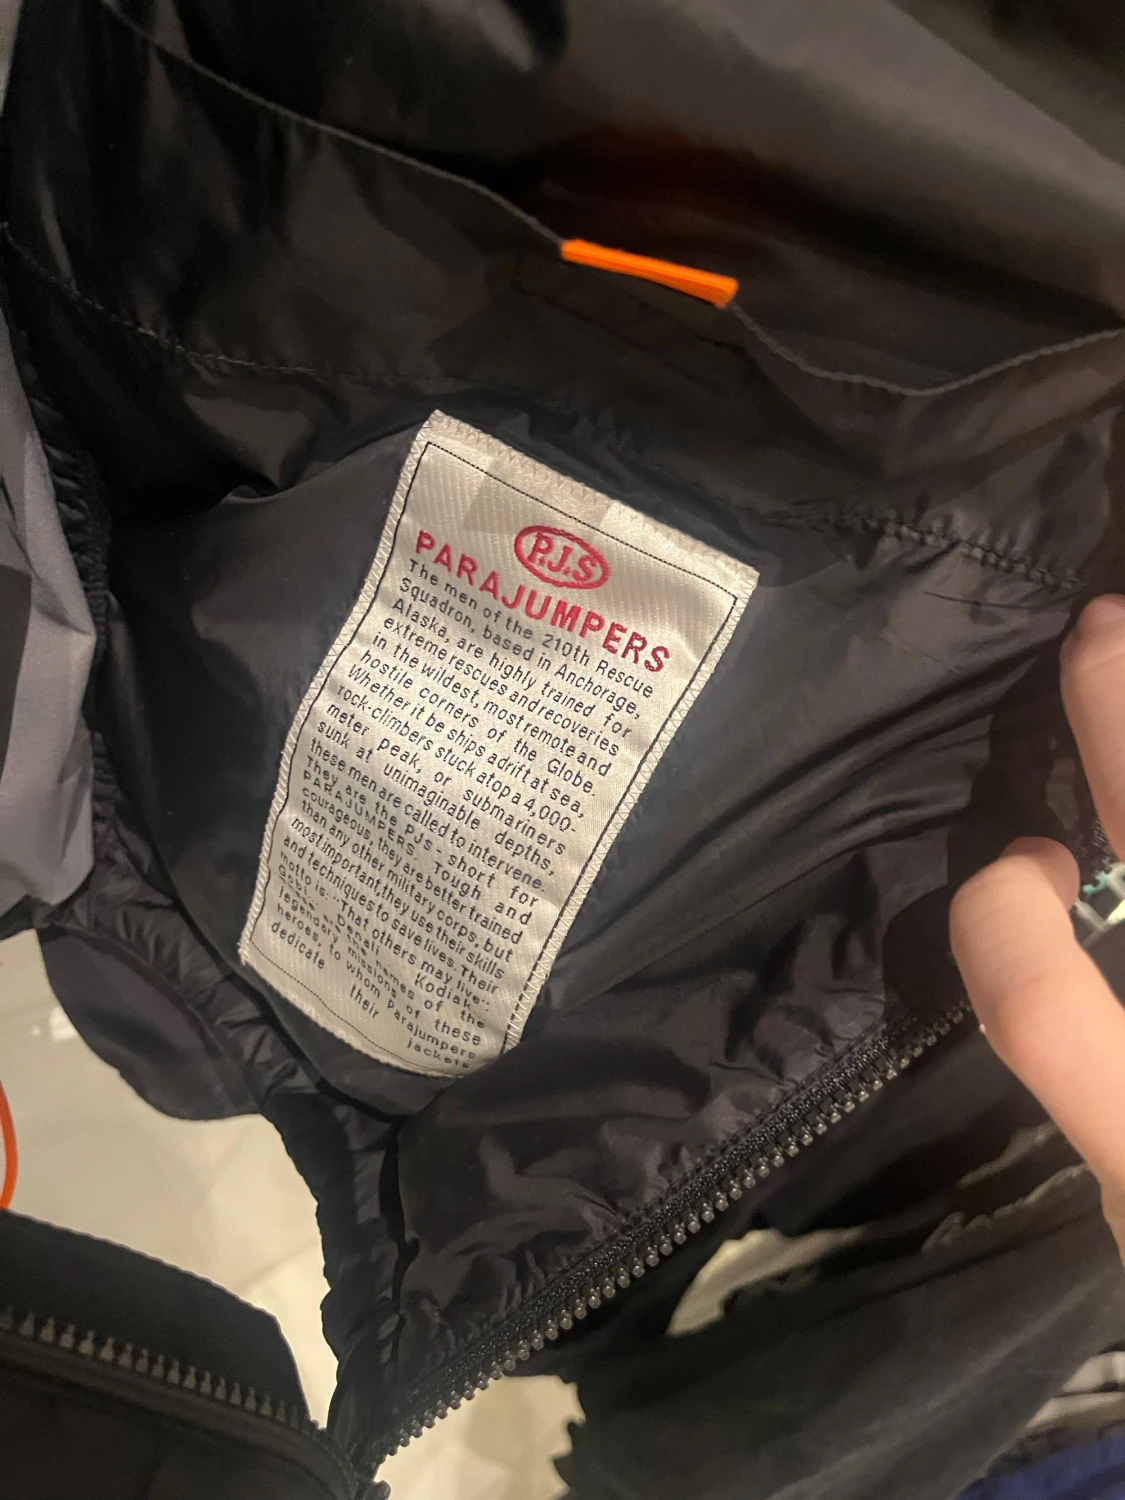 P.J.S
PARAJUMPERS
The men of the 210th Rescue
Squadron, based in Anchorage,
Alaska, are highly trained for
extreme rescues and recoveries
in the wildest, most remote and
hostile corners of the Globe.
Whether it be ships adrift at sea,
rock-climbers stuck atop a 4,000-
meter peak, or submariners
sunk at unimaginable depths,
these men are called to intervene.
They are the PJs - short for
PARAJUMPERS. Tough and
courageous, they are better trained
than any other military corps, but
most important, they use their skills
and techniques to save lives. Their
motto is: "That others may live".
Denali, Kodiak,
names of the
legendary missiones of these
heroes, to whom Parajumpers
dedicate their jackets